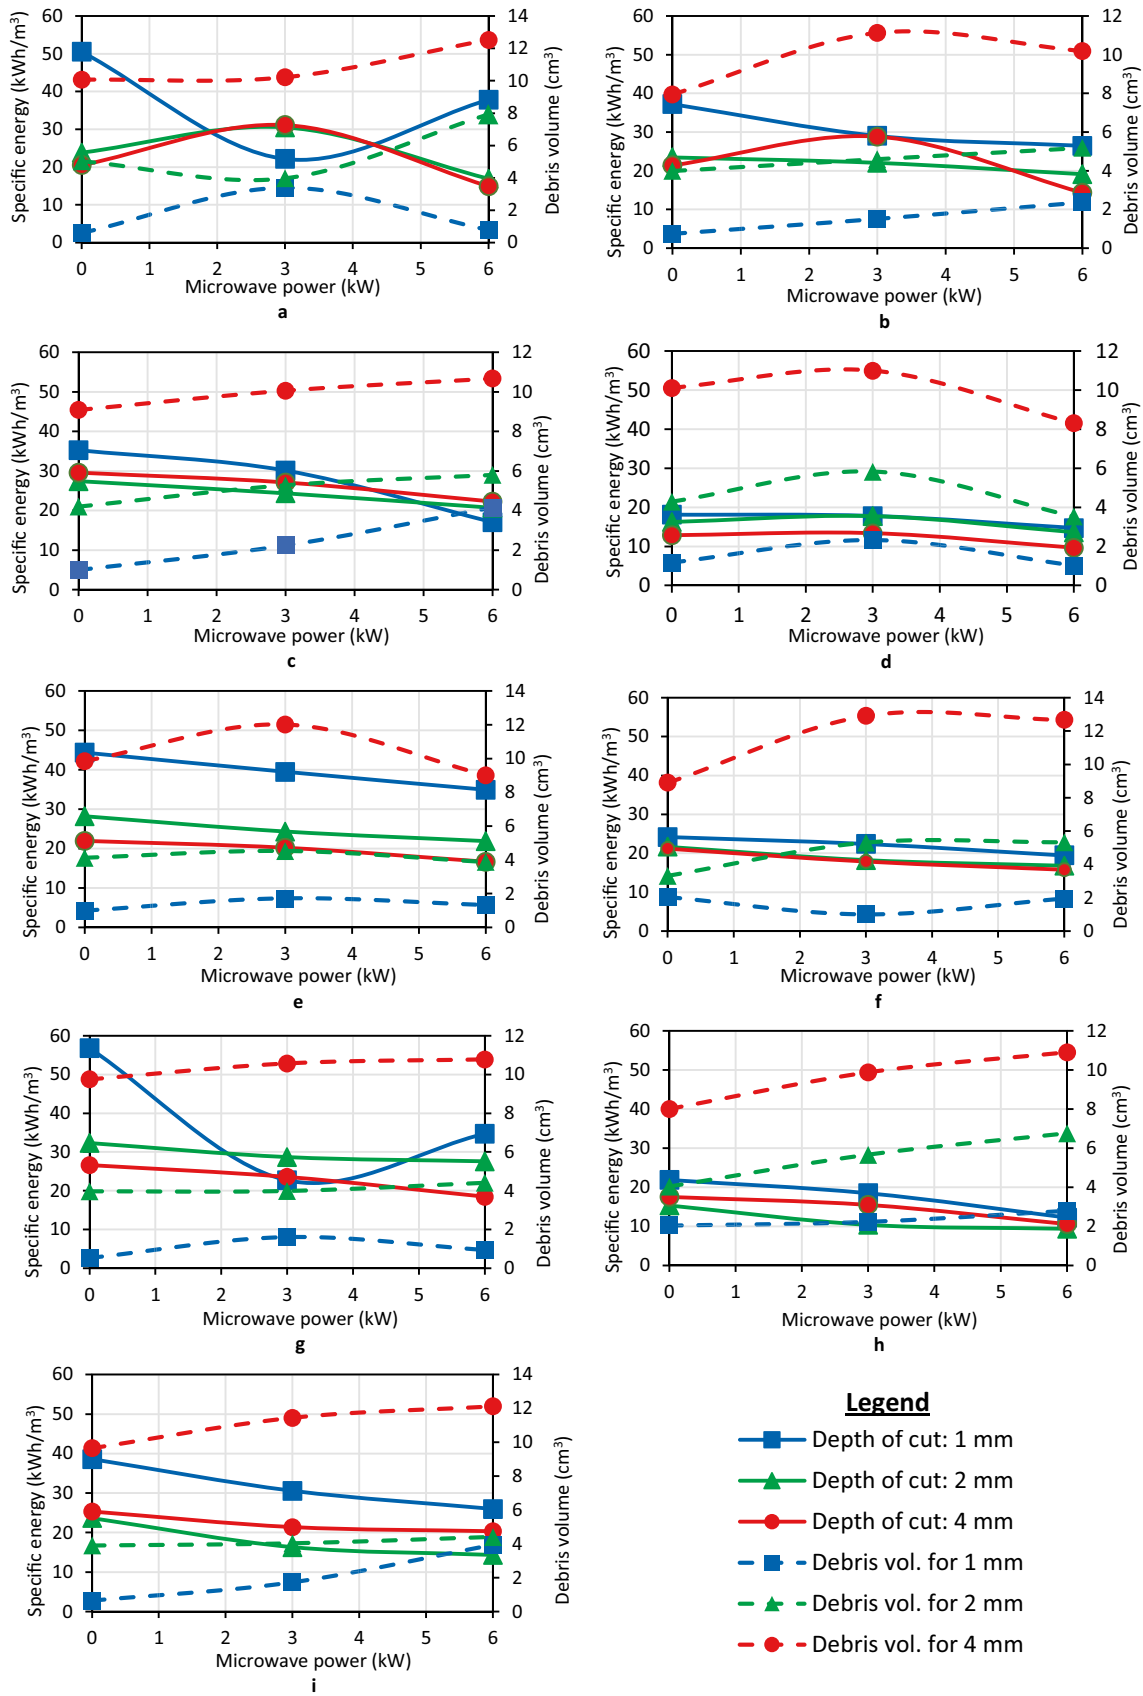 60
50
40
30
20
10
0
Specific energy (kWh/m³)
14
12
10
8
6
4
2
0
Debris volume (cm³)
0 1 2 3 4 5 6
Microwave power (kW)
a
60
50
40
30
20
10
0
Specific energy (kWh/m³)
12
10
8
6
4
2
0
Debris volume (cm³)
0 1 2 3 4 5 6
Microwave power (kW)
b
60
50
40
30
20
10
0
Specific energy (kWh/m³)
12
10
8
6
4
2
0
Debris volume (cm³)
0 1 2 3 4 5 6
Microwave power (kW)
c
60
50
40
30
20
10
0
Specific energy (kWh/m³)
12
10
8
6
4
2
0
Debris volume (cm³)
0 1 2 3 4 5 6
Microwave power (kW)
d
60
50
40
30
20
10
0
Specific energy (kWh/m³)
14
12
10
8
6
4
2
0
Debris volume (cm³)
0 1 2 3 4 5 6
Microwave power (kW)
e
60
50
40
30
20
10
0
Specific energy (kWh/m³)
14
12
10
8
6
4
2
0
Debris volume (cm³)
0 1 2 3 4 5 6
Microwave power (kW)
f
60
50
40
30
20
10
0
Specific energy (kWh/m³)
12
10
8
6
4
2
0
Debris volume (cm³)
0 1 2 3 4 5 6
Microwave power (kW)
g
60
50
40
30
20
10
0
Specific energy (kWh/m³)
12
10
8
6
4
2
0
Debris volume (cm³)
0 1 2 3 4 5 6
Microwave power (kW)
h
60
50
40
30
20
10
0
Specific energy (kWh/m³)
14
12
10
8
6
4
2
0
Debris volume (cm³)
0 1 2 3 4 5 6
Microwave power (kW)
i
Legend
Depth of cut: 1 mm
Depth of cut: 2 mm
Depth of cut: 4 mm
Debris vol. for 1 mm
Debris vol. for 2 mm
Debris vol. for 4 mm